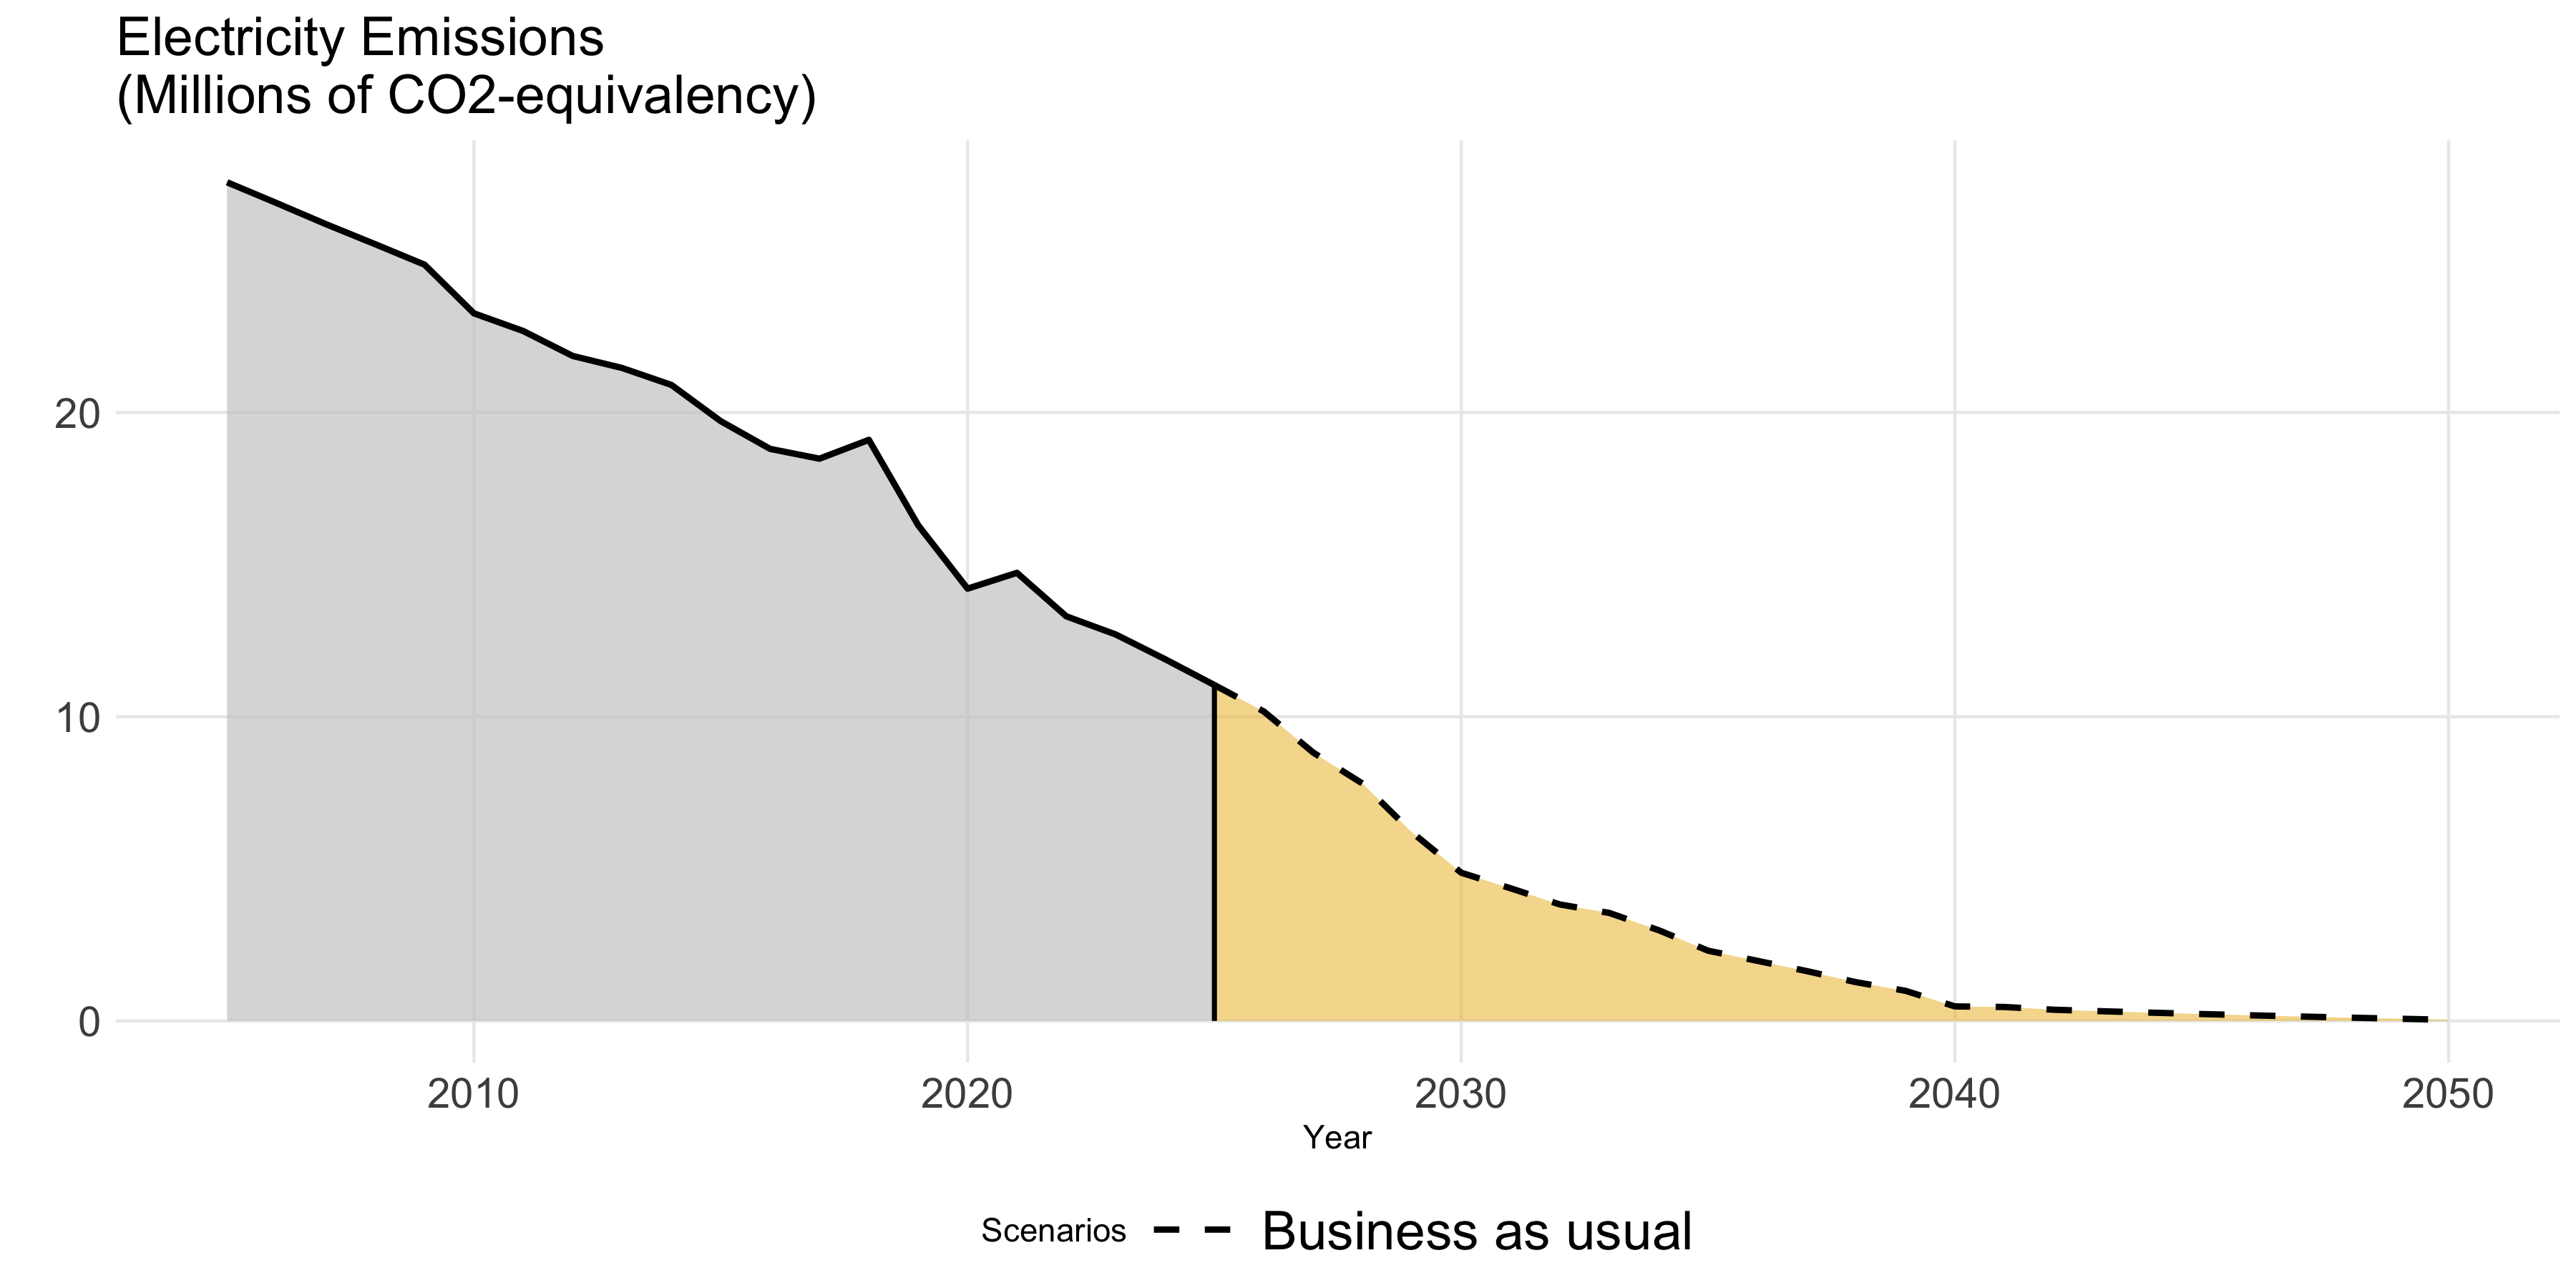 Electricity Emissions
(Millions of CO2-equivalency)
20
10
0
2010 2020 2030 2040 2050
Year
Scenarios Business as usual